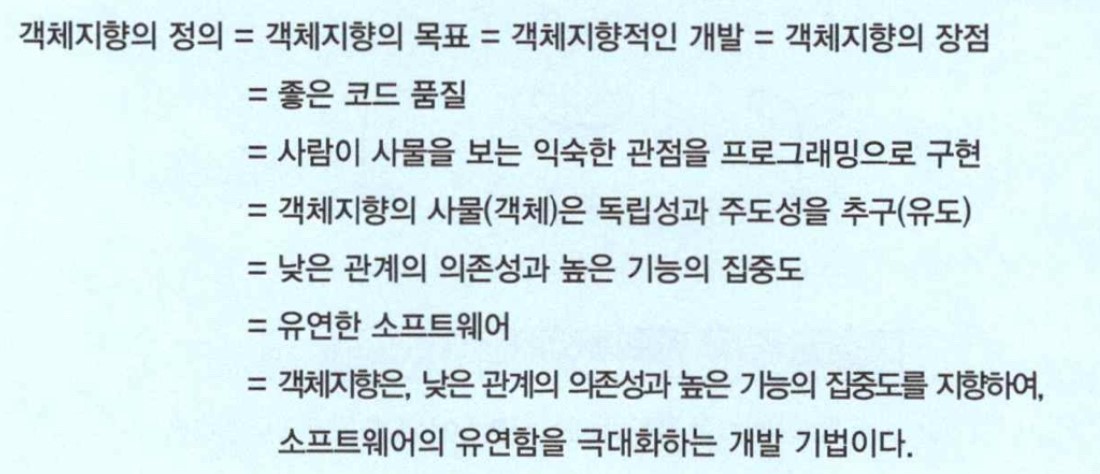 객체지향의 정의 = 객체지향의 목표 = 객체지향적인 개발 = 객체지향의 장점
= 좋은 코드 품질
= 사람이 사물을 보는 익숙한 관점을 프로그래밍으로 구현
= 객체지향의 사물(객체)은 독립성과 주도성을 추구(유도)
= 낮은 관계의 의존성과 높은 기능의 집중도
= 유연한 소프트웨어
= 객체지향은, 낮은 관계의 의존성과 높은 기능의 집중도를 지향하여,
소프트웨어의 유연함을 극대화하는 개발 기법이다.